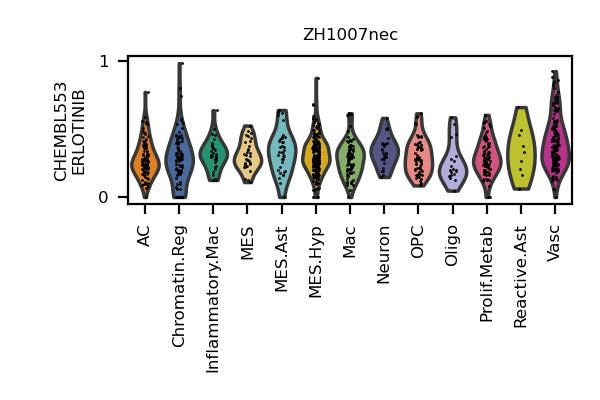 ZH1007nec
CHEMBL553
ERLOTINIB
1
0
AC
Chromatin.Reg
Inflammatory.Mac
MES
MES.Ast
MES.Hyp
Mac
Neuron
OPC
Oligo
Prolif.Metab
Reactive.Ast
Vasc